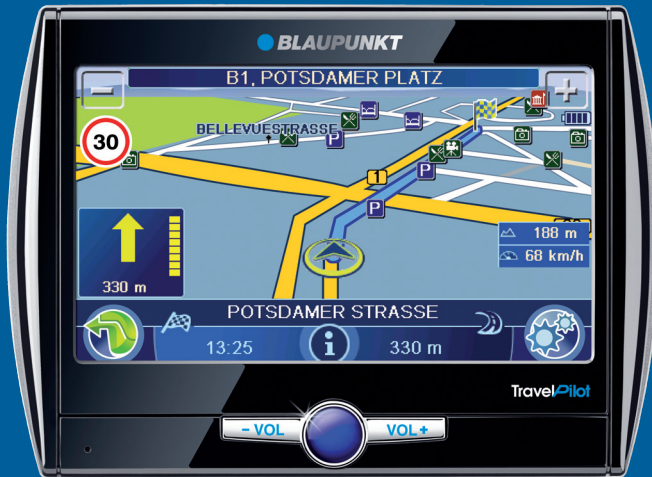 BLAUPUNKT
B1, POTSDAMER PLATZ
30
BELLEVUESTRASSE
P
P
P
1
188 m
68 km/h
330 m
POTSDAMER STRASSE
13:25
i
330 m
TravelPilot
- VOL
VOL +